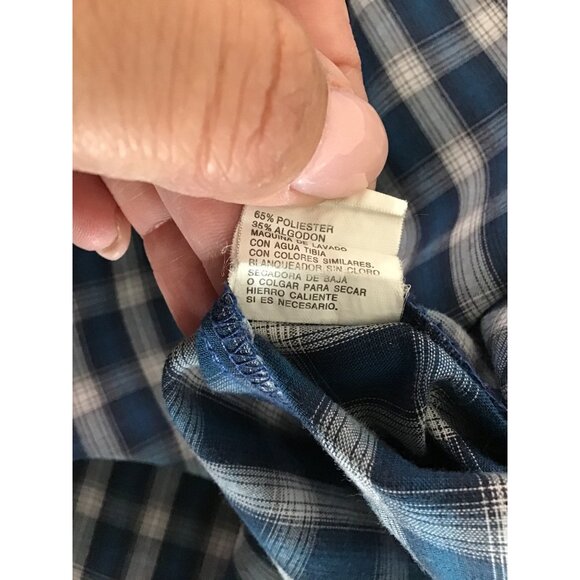 65% POLIESTER
35% ALGODON
MAQUINA DE LAVADO
CON AGUA TIBIA
CON COLORES SIMILARES.
BLANQUEADOR SIN CLORO
SECADORA DE BAJA
O COLGAR PARA SECAR
HIERRO CALIENTE
SI ES NECESARIO.